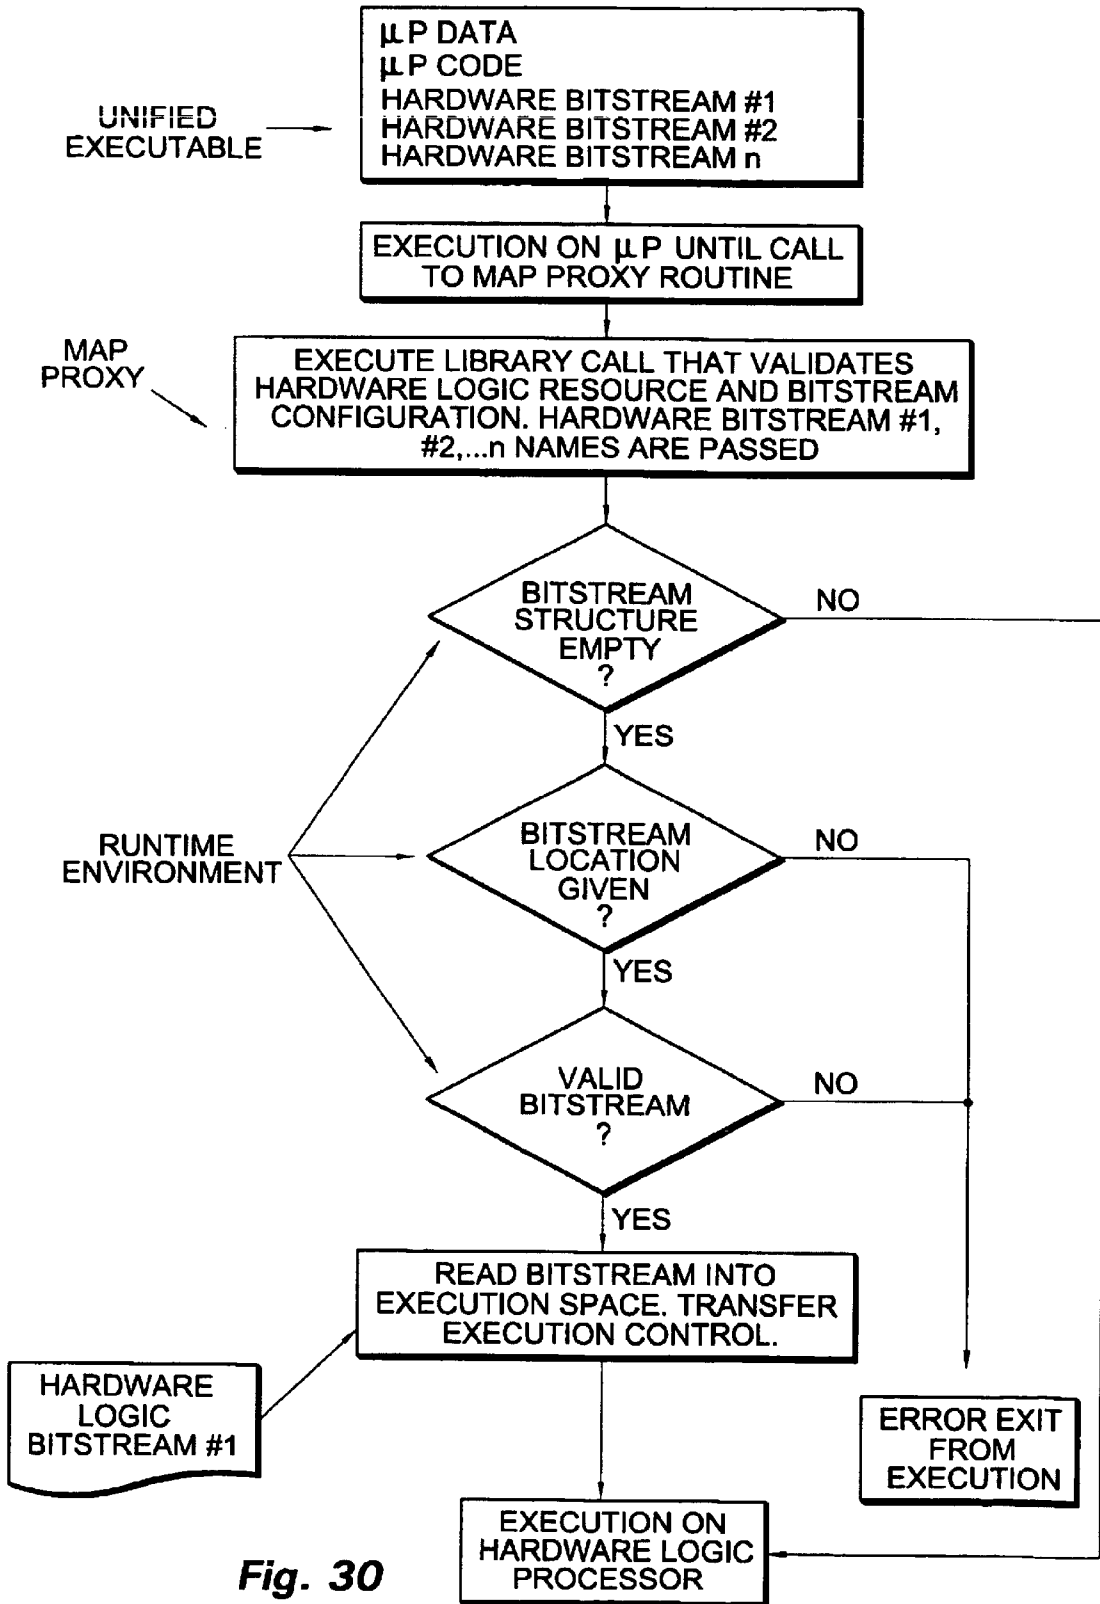 μP DATA
μP CODE
HARDWARE BITSTREAM #1
HARDWARE BITSTREAM #2
HARDWARE BITSTREAM n
UNIFIED
EXECUTABLE
EXECUTION ON μP UNTIL CALL
TO MAP PROXY ROUTINE
MAP
PROXY
EXECUTE LIBRARY CALL THAT VALIDATES
HARDWARE LOGIC RESOURCE AND BITSTREAM
CONFIGURATION. HARDWARE BITSTREAM #1,
#2,...n NAMES ARE PASSED
BITSTREAM
STRUCTURE
EMPTY
?
NO
YES
BITSTREAM
LOCATION
GIVEN
?
NO
YES
RUNTIME
ENVIRONMENT
VALID
BITSTREAM
?
NO
YES
READ BITSTREAM INTO
EXECUTION SPACE. TRANSFER
EXECUTION CONTROL.
HARDWARE
LOGIC
BITSTREAM #1
ERROR EXIT
FROM
EXECUTION
EXECUTION ON
HARDWARE LOGIC
PROCESSOR
Fig. 30